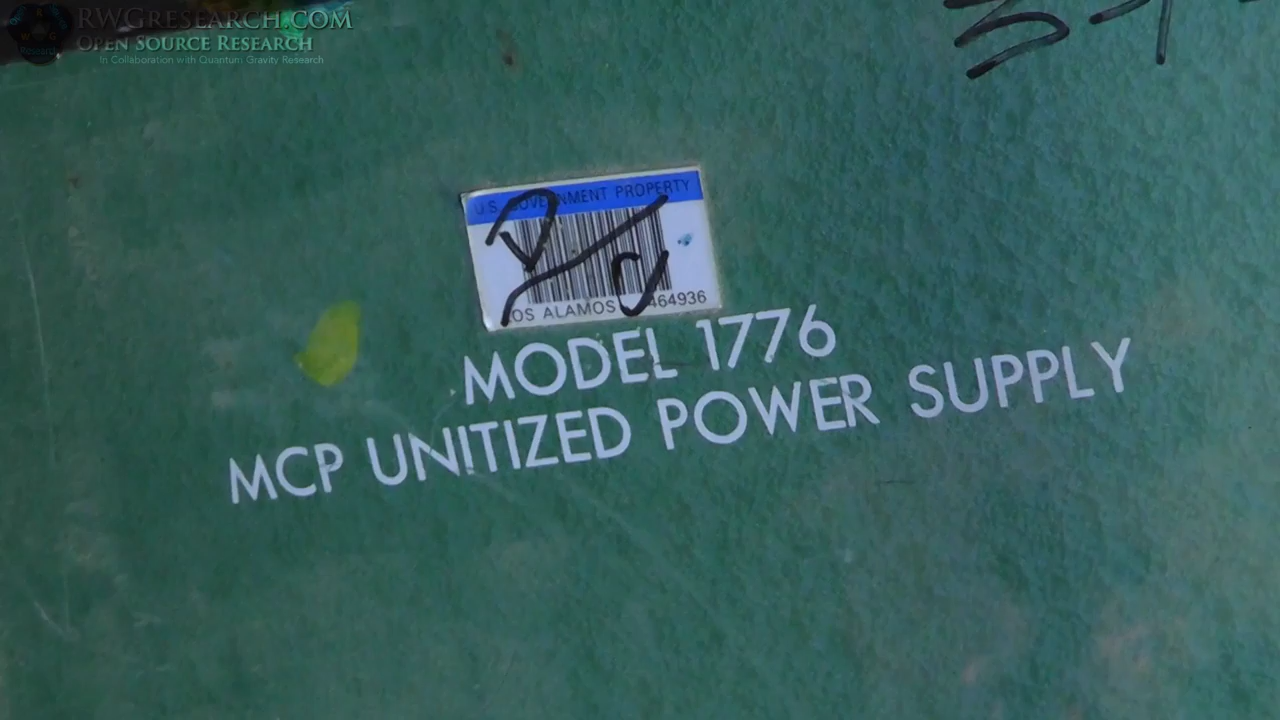 RWGresearch.com
Open Source Research
In Collaboration with Quantum Gravity Research
U.S. GOVERNMENT PROPERTY
LOS ALAMOS 464936
MODEL 1776
MCP UNITIZED POWER SUPPLY